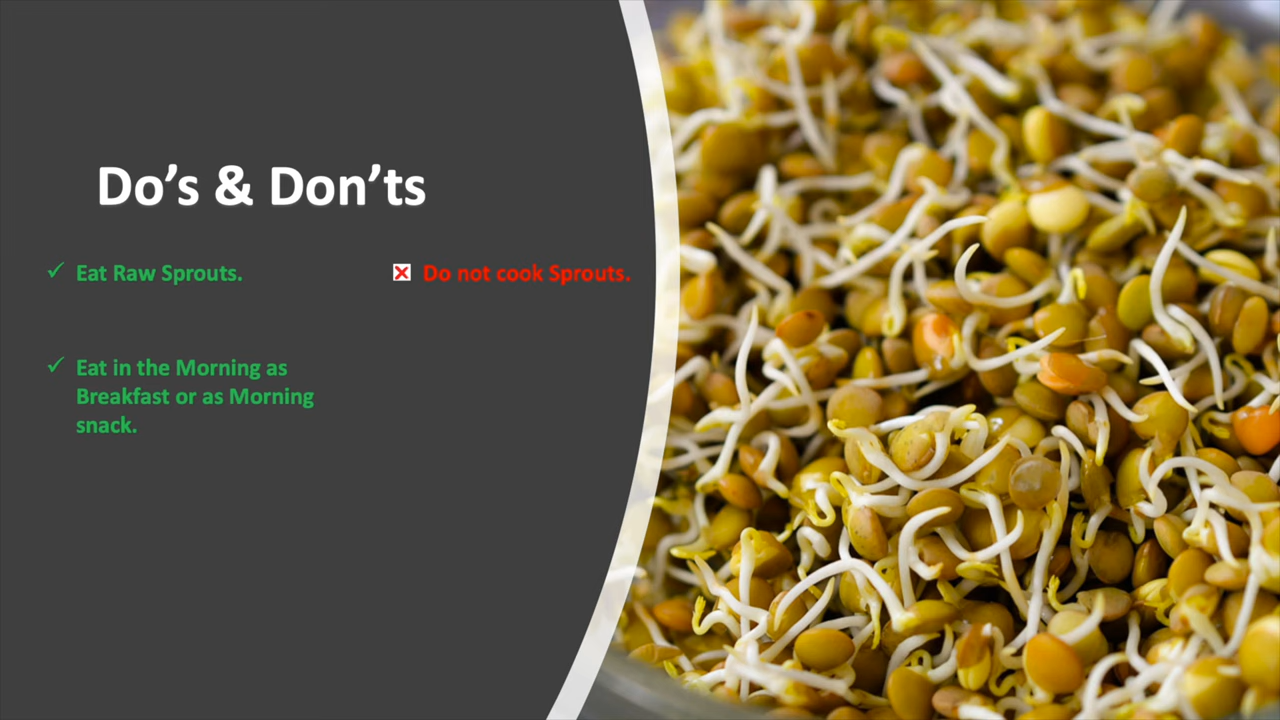 Do’s & Don’ts
Eat Raw Sprouts.
Do not cook Sprouts.
Eat in the Morning as
Breakfast or as Morning
snack.